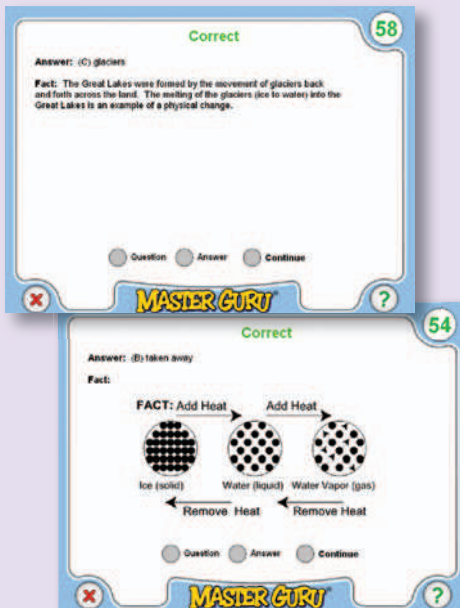 58
Correct
Answer: (C) glaciers
Fact: The Great Lakes were formed by the movement of glaciers back
and forth across the land. The melting of the glaciers (ice to water) into the
Great Lakes is an example of a physical change.
Question Answer Continue
MASTER GURU
?
54
Correct
Answer: (B) taken away
Fact:
FACT: Add Heat Add Heat
Ice (solid) Water (liquid) Water Vapor (gas)
Remove Heat Remove Heat
Question Answer Continue
MASTER GURU
?